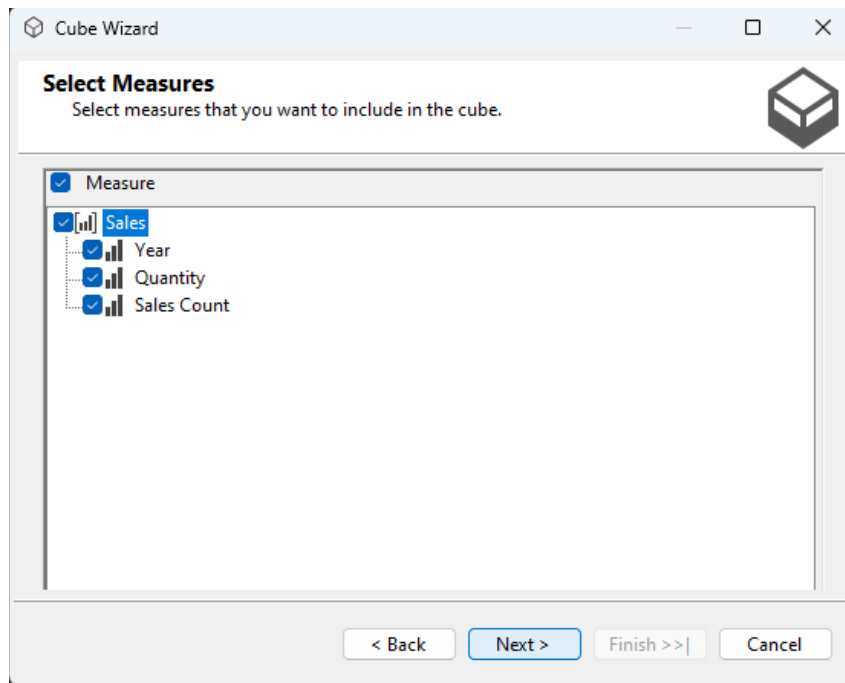 Cube Wizard
Select Measures
Select measures that you want to include in the cube.
Measure
Sales
Year
Quantity
Sales Count
< Back Next > Finish >>| Cancel